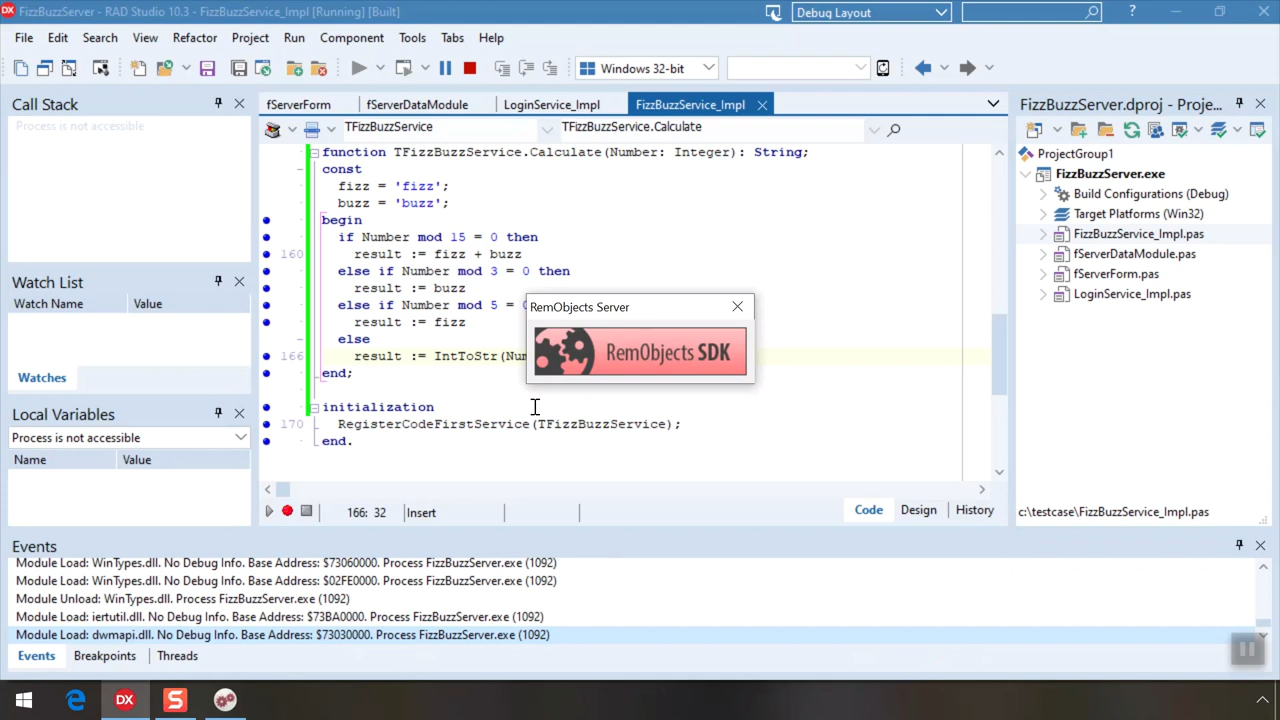 FizzBuzzServer - RAD Studio 10.3 - FizzBuzzService_Impl [Running] [Built]
Debug Layout
File Edit Search View Refactor Project Run Component Tools Tabs Help
Windows 32-bit
Call Stack
Process is not accessible
Watch List
Watch Name Value
Watches
Local Variables
Process is not accessible
Name Value
fServerForm fServerDataModule LoginService_Impl FizzBuzzService_Impl
TFizzBuzzService TFizzBuzzService.Calculate
function TFizzBuzzService.Calculate(Number: Integer): String;
const
fizz = 'fizz';
buzz = 'buzz';
begin
if Number mod 15 = 0 then
160 result := fizz + buzz
else if Number mod 3 = 0 then
result := buzz
else if Number mod 5 =
result := fizz
else
166 result := IntToStr(Num
end;
initialization
170 RegisterCodeFirstService(TFizzBuzzService);
end.
RemObjects Server
RemObjects SDK
166: 32 Insert
Code Design History
FizzBuzzServer.dproj - Proje...
ProjectGroup1
FizzBuzzServer.exe
Build Configurations (Debug)
Target Platforms (Win32)
FizzBuzzService_Impl.pas
fServerDataModule.pas
fServerForm.pas
LoginService_Impl.pas
c:\testcase\FizzBuzzService_Impl.pas
Events
Module Load: WinTypes.dll. No Debug Info. Base Address: $73060000. Process FizzBuzzServer.exe (1092)
Module Load: WinTypes.dll. No Debug Info. Base Address: $02FE0000. Process FizzBuzzServer.exe (1092)
Module Unload: WinTypes.dll. Process FizzBuzzServer.exe (1092)
Module Load: iertutil.dll. No Debug Info. Base Address: $73BA0000. Process FizzBuzzServer.exe (1092)
Module Load: dwmapi.dll. No Debug Info. Base Address: $73030000. Process FizzBuzzServer.exe (1092)
Events Breakpoints Threads